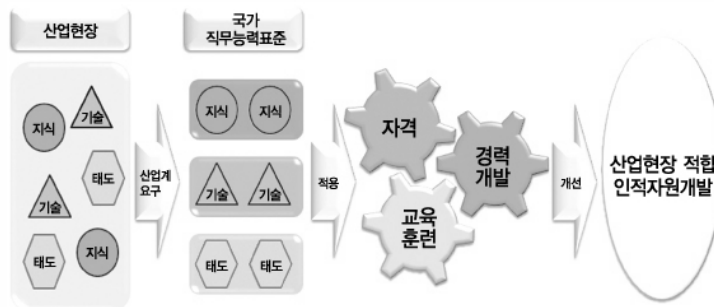 산업현장
국가
직무능력표준
지식
기술
태도
기술
지식
태도
산업계
요구
지식 지식
기술 기술
태도 태도
적용
자격
경력
개발
교육
훈련
개선
산업현장 적합
인적자원개발